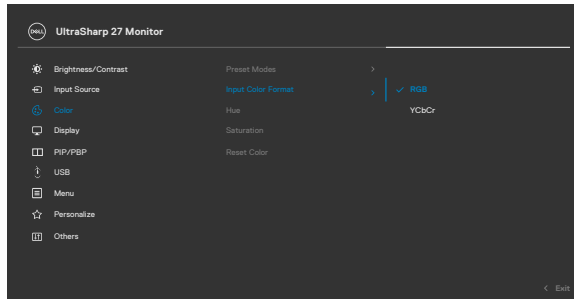 DELL UltraSharp 27 Monitor
Brightness/Contrast Preset Modes >
Input Source Input Color Format > ✓ RGB
Color Hue YCbCr
Display Saturation
PIP/PBP Reset Color
USB
Menu
Personalize
Others
< Exit